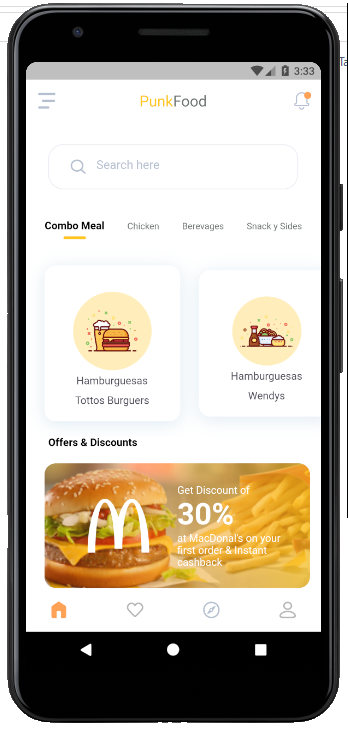 Ta
3:33
PunkFood
Search here
Combo Meal
Chicken
Berevages
Snack y Sides
Hamburguesas
Tottos Burguers
Hamburguesas
Wendys
Offers & Discounts
Get Discount of
30%
at MacDonal's on your
first order & Instant
cashback